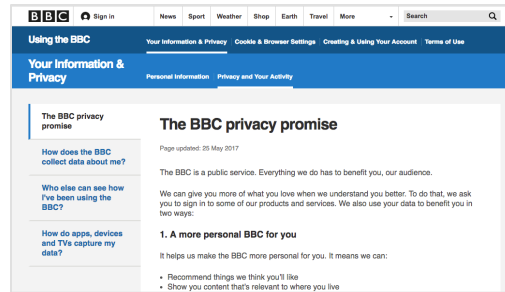 BBC Sign in News Sport Weather Shop Earth Travel More Search
Using the BBC Your Information & Privacy Cookie & Browser Settings Creating & Using Your Account Terms of Use
Your Information &
Privacy
Personal Information Privacy and Your Activity
The BBC privacy
promise
How does the BBC
collect data about me?
Who else can see how
I've been using the
BBC?
How do apps, devices
and TVs capture my
data?
The BBC privacy promise
Page updated: 25 May 2017
The BBC is a public service. Everything we do has to benefit you, our audience.
We can give you more of what you love when we understand you better. To do that, we ask
you to sign in to some of our products and services. We also use your data to benefit you in
two ways:
1. A more personal BBC for you
It helps us make the BBC more personal for you. It means we can:
• Recommend things we think you'll like
• Show you content that's relevant to where you live